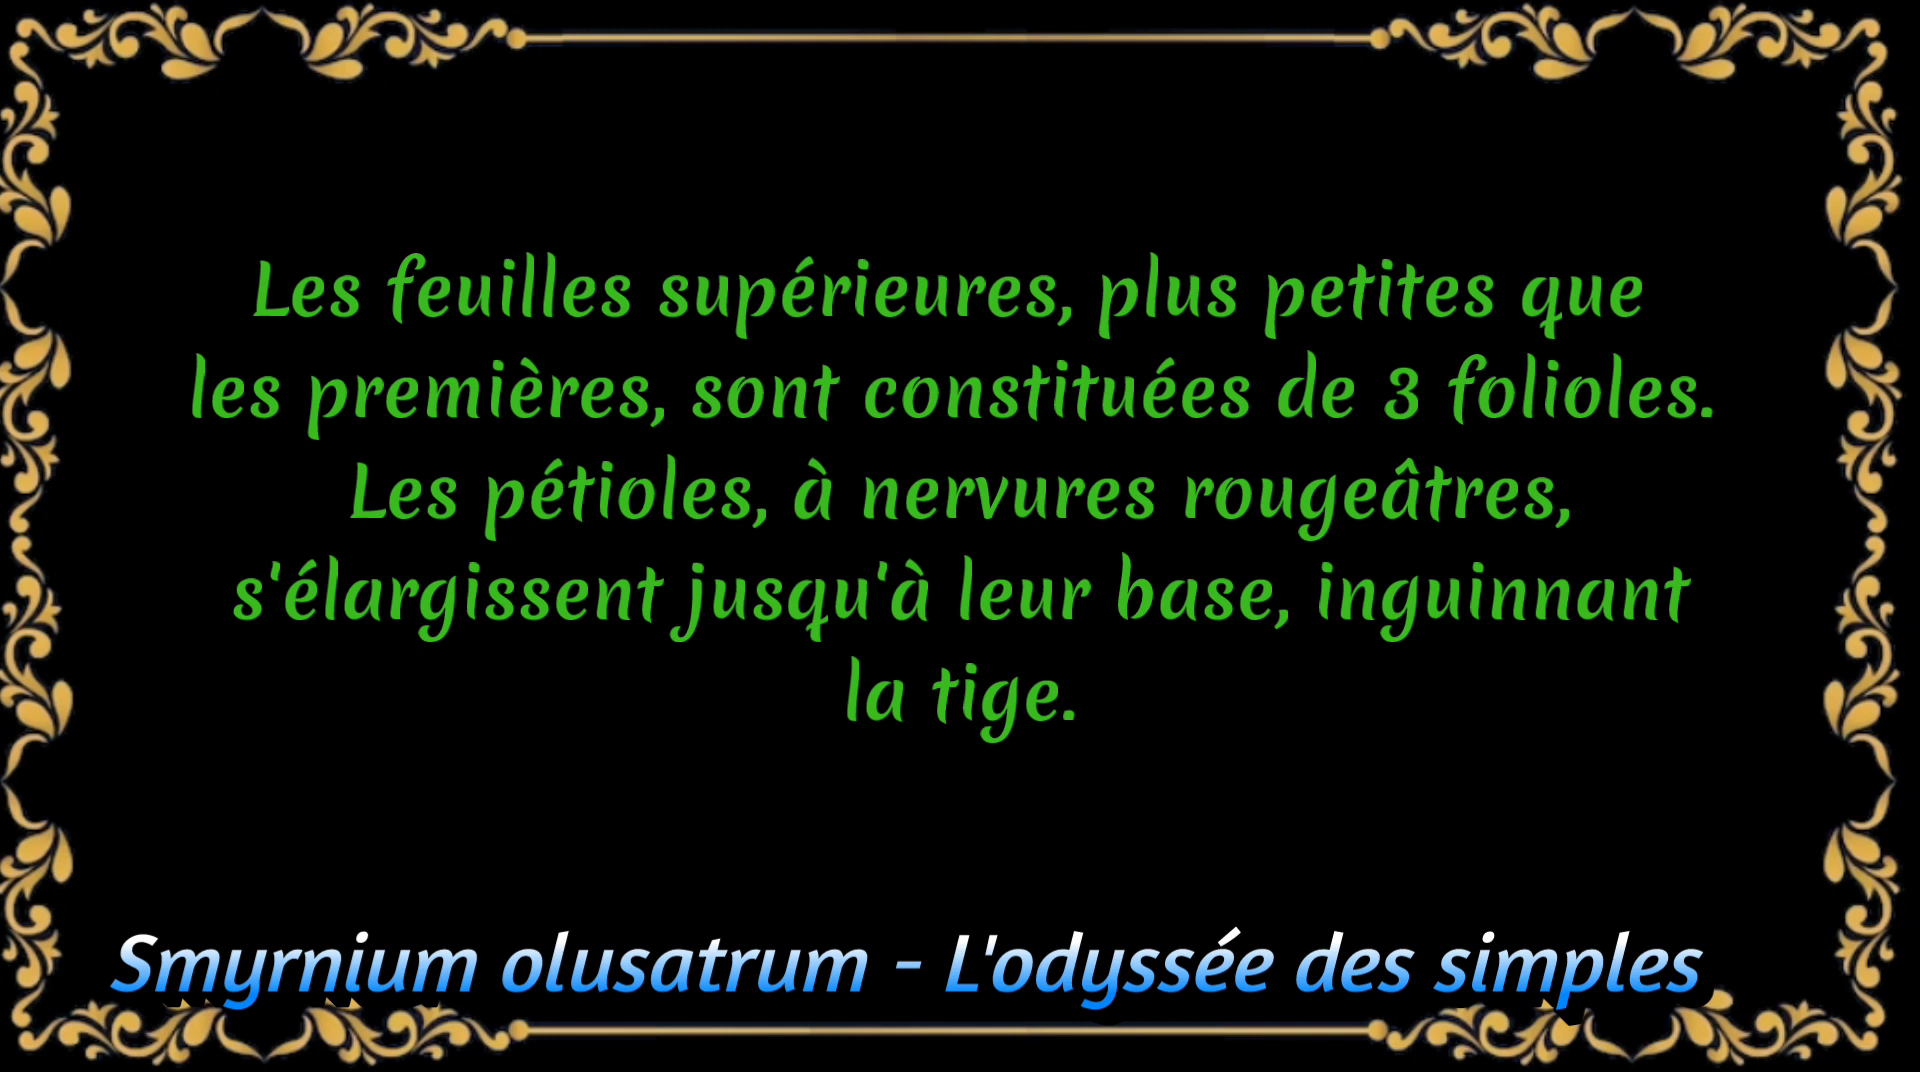 Les feuilles supérieures, plus petites que
les premières, sont constituées de 3 folioles.
Les pétioles, à nervures rougeâtres,
s'élargissent jusqu'à leur base, inguinnant
la tige.
Smyrnium olusatrum - L'odyssée des simples